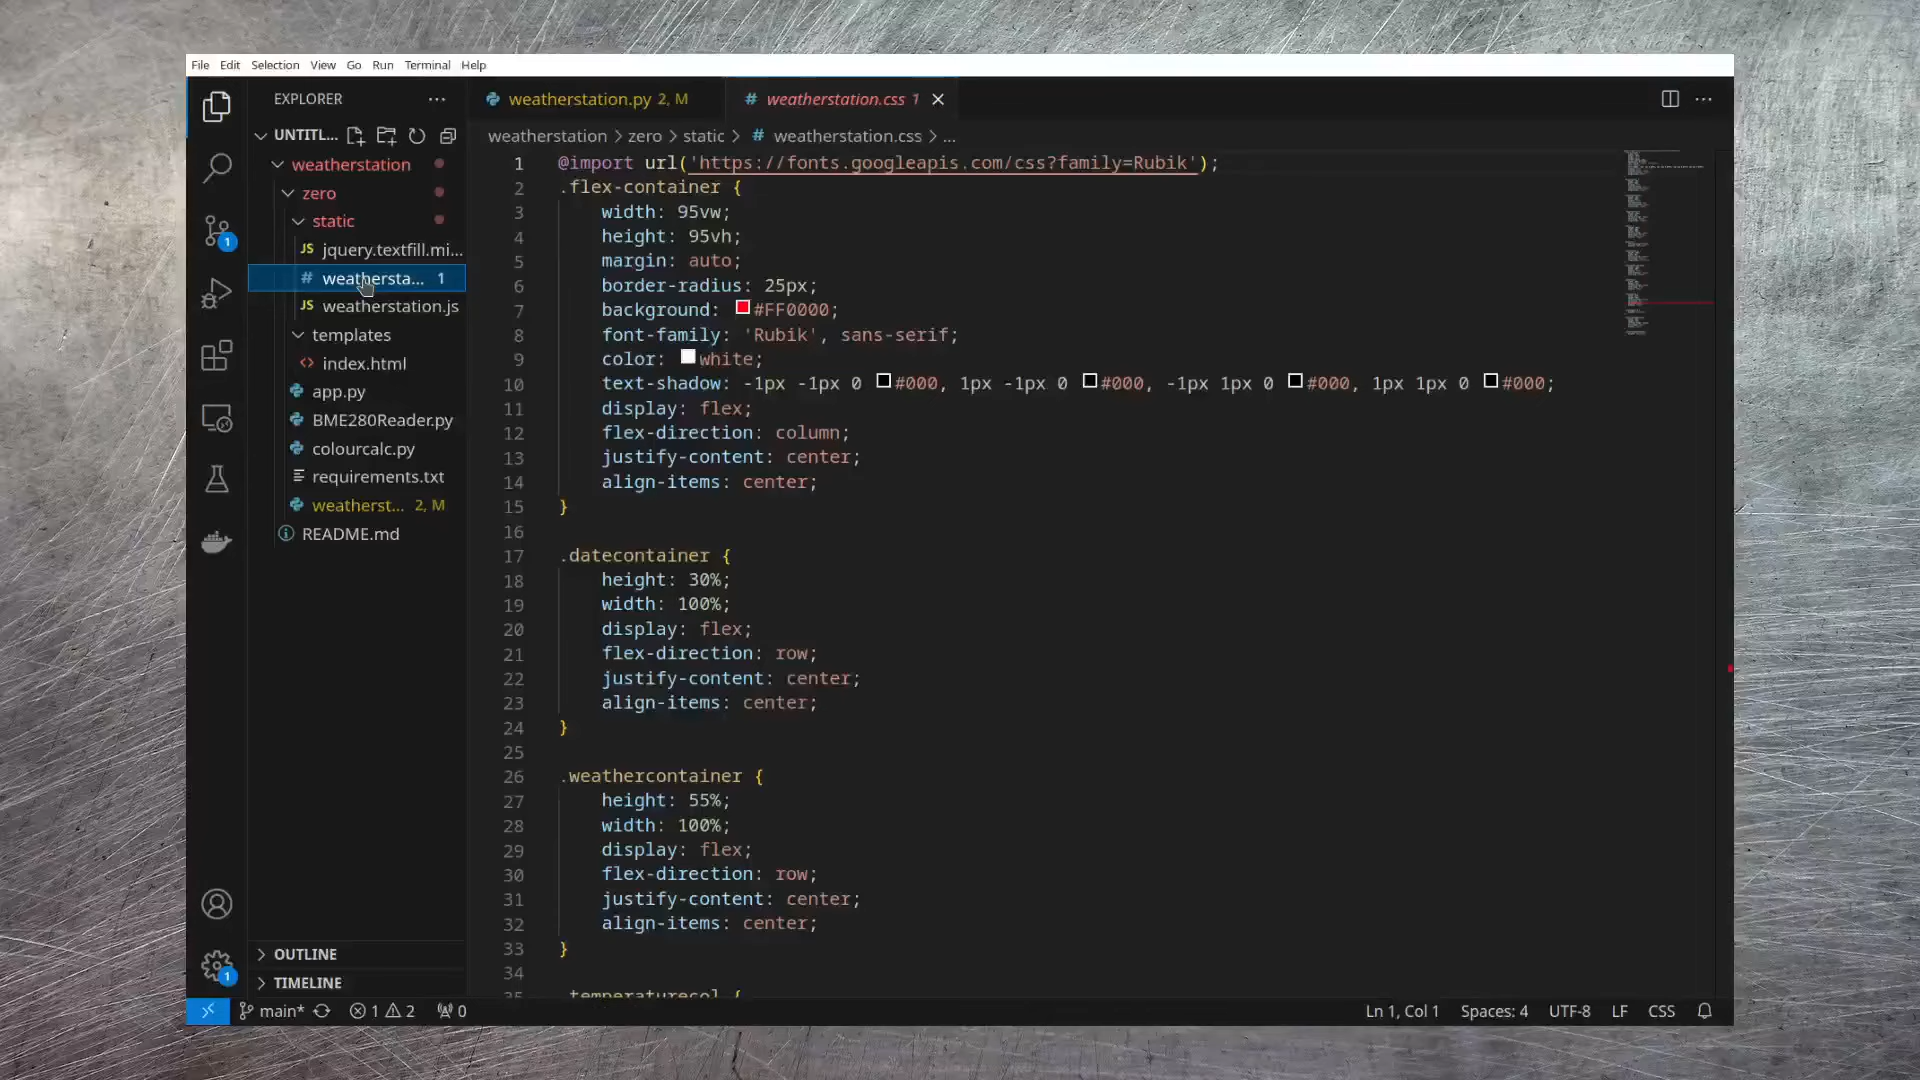 File Edit Selection View Go Run Terminal Help
EXPLORER
UNTITL...
weatherstation
zero
static
JS jquery.textfill.mi...
# weathersta... 1
JS weatherstation.js
templates
<> index.html
app.py
BME280Reader.py
colourcalc.py
requirements.txt
weatherst... 2, M
README.md
OUTLINE
TIMELINE
1
1
weatherstation.py 2, M
# weatherstation.css 1
weatherstation > zero > static > # weatherstation.css > ...
1 @import url('https://fonts.googleapis.com/css?family=Rubik');
2 .flex-container {
3 width: 95vw;
4 height: 95vh;
5 margin: auto;
6 border-radius: 25px;
7 background: #FF0000;
8 font-family: 'Rubik', sans-serif;
9 color: white;
10 text-shadow: -1px -1px 0 #000, 1px -1px 0 #000, -1px 1px 0 #000, 1px 1px 0 #000;
11 display: flex;
12 flex-direction: column;
13 justify-content: center;
14 align-items: center;
15 }
16
17 .datecontainer {
18 height: 30%;
19 width: 100%;
20 display: flex;
21 flex-direction: row;
22 justify-content: center;
23 align-items: center;
24 }
25
26 .weathercontainer {
27 height: 55%;
28 width: 100%;
29 display: flex;
30 flex-direction: row;
31 justify-content: center;
32 align-items: center;
33 }
34
35 .temperaturecol {
main* 1 2 0
Ln 1, Col 1 Spaces: 4 UTF-8 LF CSS